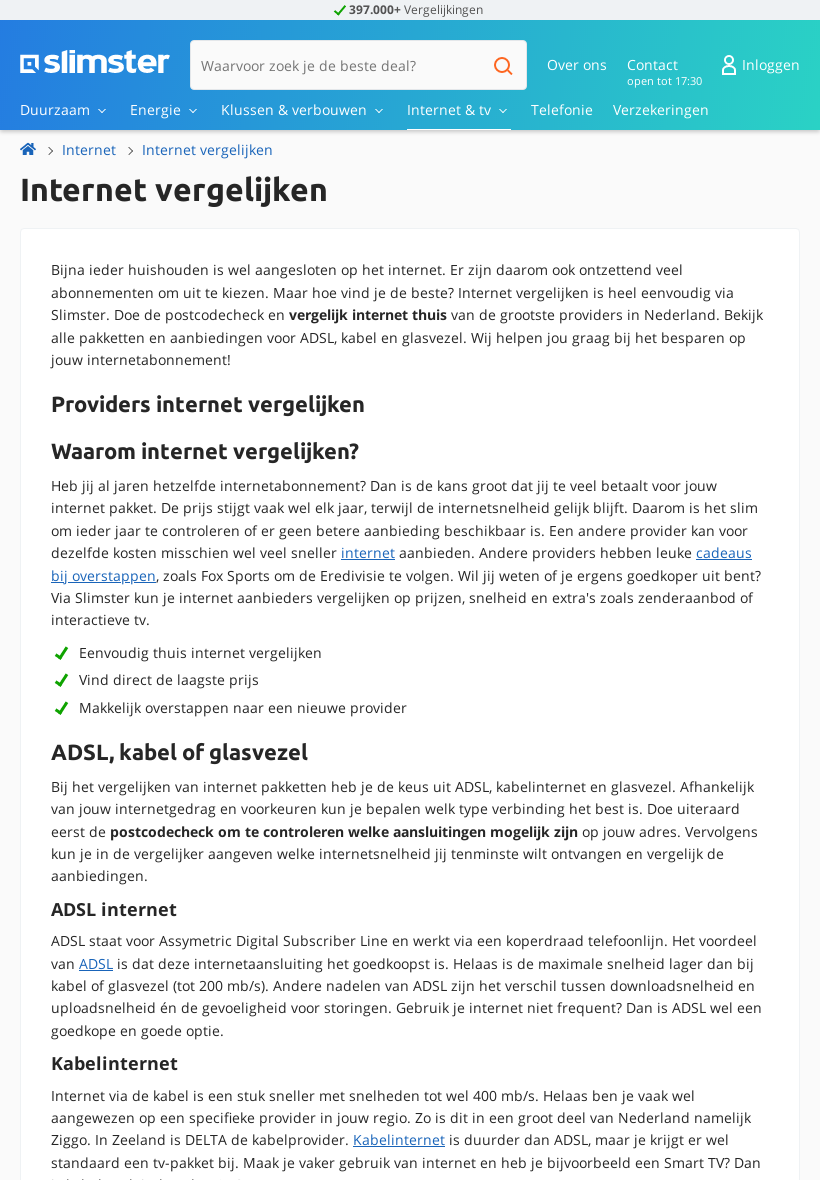 397.000+ Vergelijkingen
slimster
Waarvoor zoek je de beste deal?
Over ons
Contact
open tot 17:30
Inloggen
Duurzaam
Energie
Klussen & verbouwen
Internet & tv
Telefonie
Verzekeringen
Internet
Internet vergelijken
Internet vergelijken
Bijna ieder huishouden is wel aangesloten op het internet. Er zijn daarom ook ontzettend veel
abonnementen om uit te kiezen. Maar hoe vind je de beste? Internet vergelijken is heel eenvoudig via
Slimster. Doe de postcodecheck en vergelijk internet thuis van de grootste providers in Nederland. Bekijk
alle pakketten en aanbiedingen voor ADSL, kabel en glasvezel. Wij helpen jou graag bij het besparen op
jouw internetabonnement!
Providers internet vergelijken
Waarom internet vergelijken?
Heb jij al jaren hetzelfde internetabonnement? Dan is de kans groot dat jij te veel betaalt voor jouw
internet pakket. De prijs stijgt vaak wel elk jaar, terwijl de internetsnelheid gelijk blijft. Daarom is het slim
om ieder jaar te controleren of er geen betere aanbieding beschikbaar is. Een andere provider kan voor
dezelfde kosten misschien wel veel sneller internet aanbieden. Andere providers hebben leuke cadeaus
bij overstappen, zoals Fox Sports om de Eredivisie te volgen. Wil jij weten of je ergens goedkoper uit bent?
Via Slimster kun je internet aanbieders vergelijken op prijzen, snelheid en extra's zoals zenderaanbod of
interactieve tv.
Eenvoudig thuis internet vergelijken
Vind direct de laagste prijs
Makkelijk overstappen naar een nieuwe provider
ADSL, kabel of glasvezel
Bij het vergelijken van internet pakketten heb je de keus uit ADSL, kabelinternet en glasvezel. Afhankelijk
van jouw internetgedrag en voorkeuren kun je bepalen welk type verbinding het best is. Doe uiteraard
eerst de postcodecheck om te controleren welke aansluitingen mogelijk zijn op jouw adres. Vervolgens
kun je in de vergelijker aangeven welke internetsnelheid jij tenminste wilt ontvangen en vergelijk de
aanbiedingen.
ADSL internet
ADSL staat voor Assymetric Digital Subscriber Line en werkt via een koperdraad telefoonlijn. Het voordeel
van ADSL is dat deze internetaansluiting het goedkoopst is. Helaas is de maximale snelheid lager dan bij
kabel of glasvezel (tot 200 mb/s). Andere nadelen van ADSL zijn het verschil tussen downloadsnelheid en
uploadsnelheid én de gevoeligheid voor storingen. Gebruik je internet niet frequent? Dan is ADSL wel een
goedkope en goede optie.
Kabelinternet
Internet via de kabel is een stuk sneller met snelheden tot wel 400 mb/s. Helaas ben je vaak wel
aangewezen op een specifieke provider in jouw regio. Zo is dit in een groot deel van Nederland namelijk
Ziggo. In Zeeland is DELTA de kabelprovider. Kabelinternet is duurder dan ADSL, maar je krijgt er wel
standaard een tv-pakket bij. Maak je vaker gebruik van internet en heb je bijvoorbeeld een Smart TV? Dan